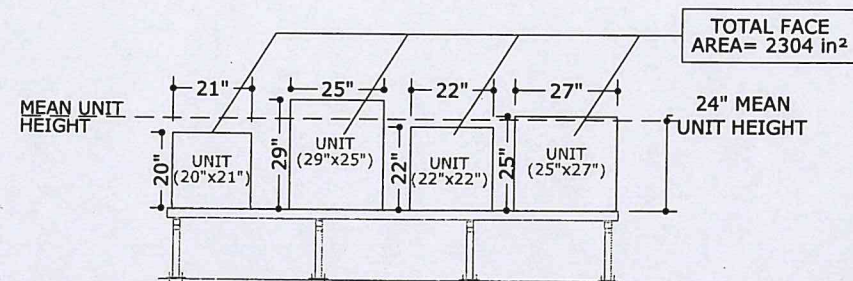 TOTAL FACE
AREA= 2304 in²
21"
25"
22"
27"
MEAN UNIT
HEIGHT
24" MEAN
UNIT HEIGHT
20"
UNIT
(20"x21")
29"
UNIT
(29"x25")
22"
UNIT
(22"x22")
25"
UNIT
(25"x27")